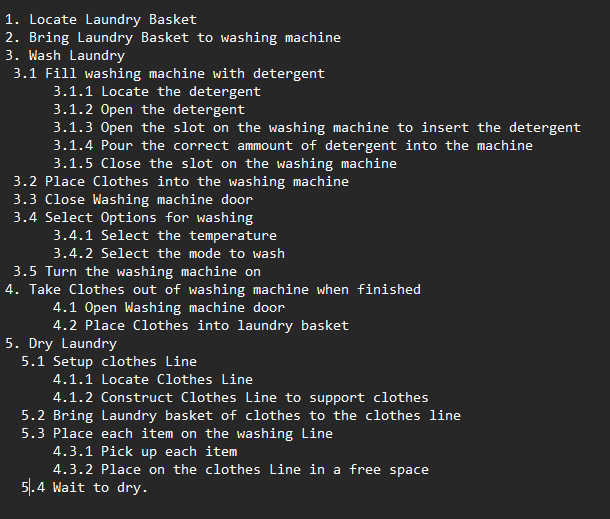 1. Locate Laundry Basket
2. Bring Laundry Basket to washing machine
3. Wash Laundry
3.1 Fill washing machine with detergent
3.1.1 Locate the detergent
3.1.2 Open the detergent
3.1.3 Open the slot on the washing machine to insert the detergent
3.1.4 Pour the correct ammount of detergent into the machine
3.1.5 Close the slot on the washing machine
3.2 Place Clothes into the washing machine
3.3 Close Washing machine door
3.4 Select Options for washing
3.4.1 Select the temperature
3.4.2 Select the mode to wash
3.5 Turn the washing machine on
4. Take Clothes out of washing machine when finished
4.1 Open Washing machine door
4.2 Place Clothes into laundry basket
5. Dry Laundry
5.1 Setup clothes Line
4.1.1 Locate Clothes Line
4.1.2 Construct Clothes Line to support clothes
5.2 Bring Laundry basket of clothes to the clothes line
5.3 Place each item on the washing Line
4.3.1 Pick up each item
4.3.2 Place on the clothes Line in a free space
5.4 Wait to dry.